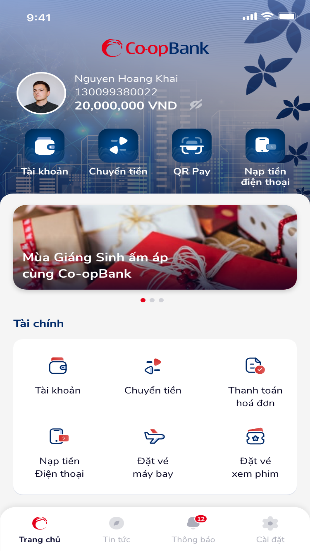 9:41
Co-opBank
Nguyen Hoang Khai
130099380022
20,000,000 VND
Tài khoản
Chuyển tiền
QR Pay
Nạp tiền
điện thoại
Mùa Giáng Sinh ấm áp
cùng Co-opBank
Tài chính
Tài khoản
Chuyển tiền
Thanh toán
hoá đơn
Nạp tiền
Điện thoại
Đặt vé
máy bay
Đặt vé
xem phim
12
Trang chủ
Tin tức
Thông báo
Cài đặt